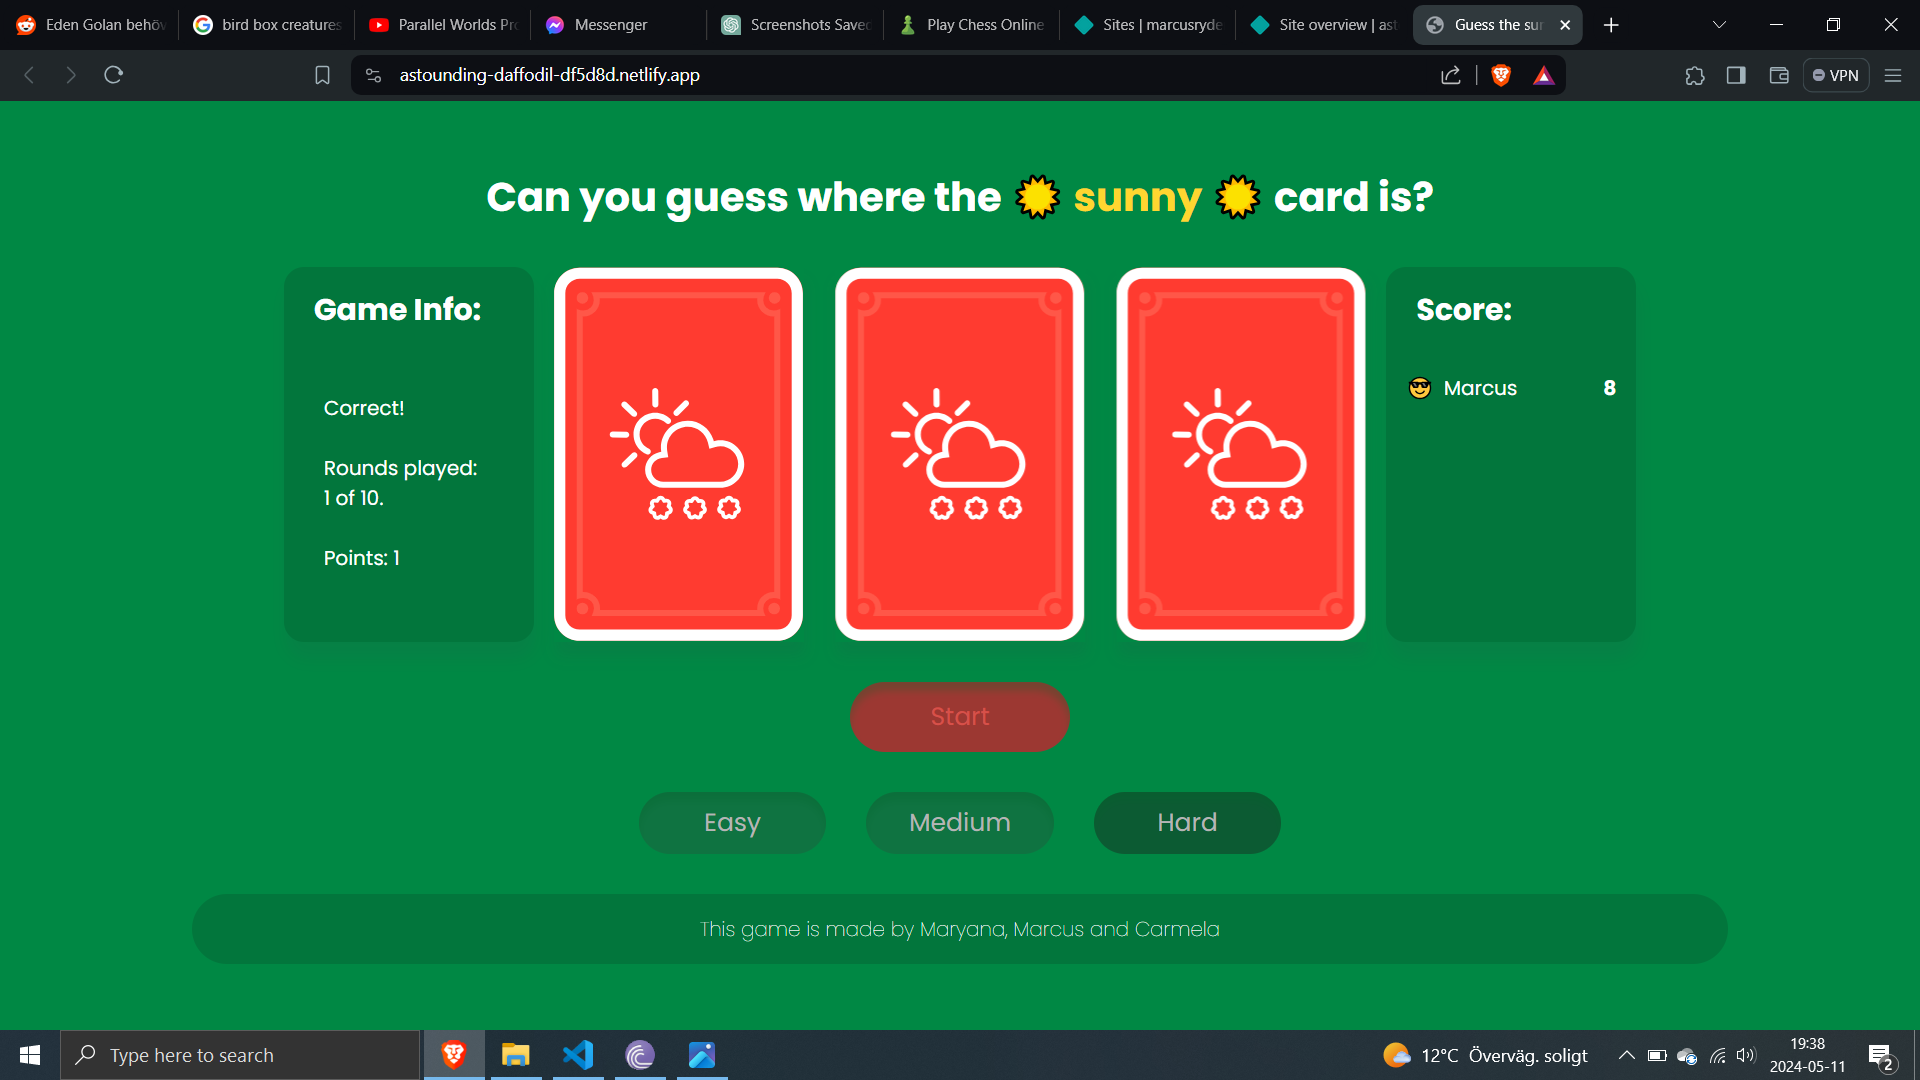 Eden Golan behöv
bird box creatures
Parallel Worlds Pro
Messenger
Screenshots Saved
Play Chess Online
Sites | marcusryde
Site overview | ast
Guess the sun
astounding-daffodil-df5d8d.netlify.app
VPN
Can you guess where the sunny card is?
Game Info:
Correct!
Rounds played:
1 of 10.
Points: 1
Score:
Marcus 8
Start
Easy
Medium
Hard
This game is made by Maryana, Marcus and Carmela
Type here to search
12°C Överväg. soligt
19:38
2024-05-11
2